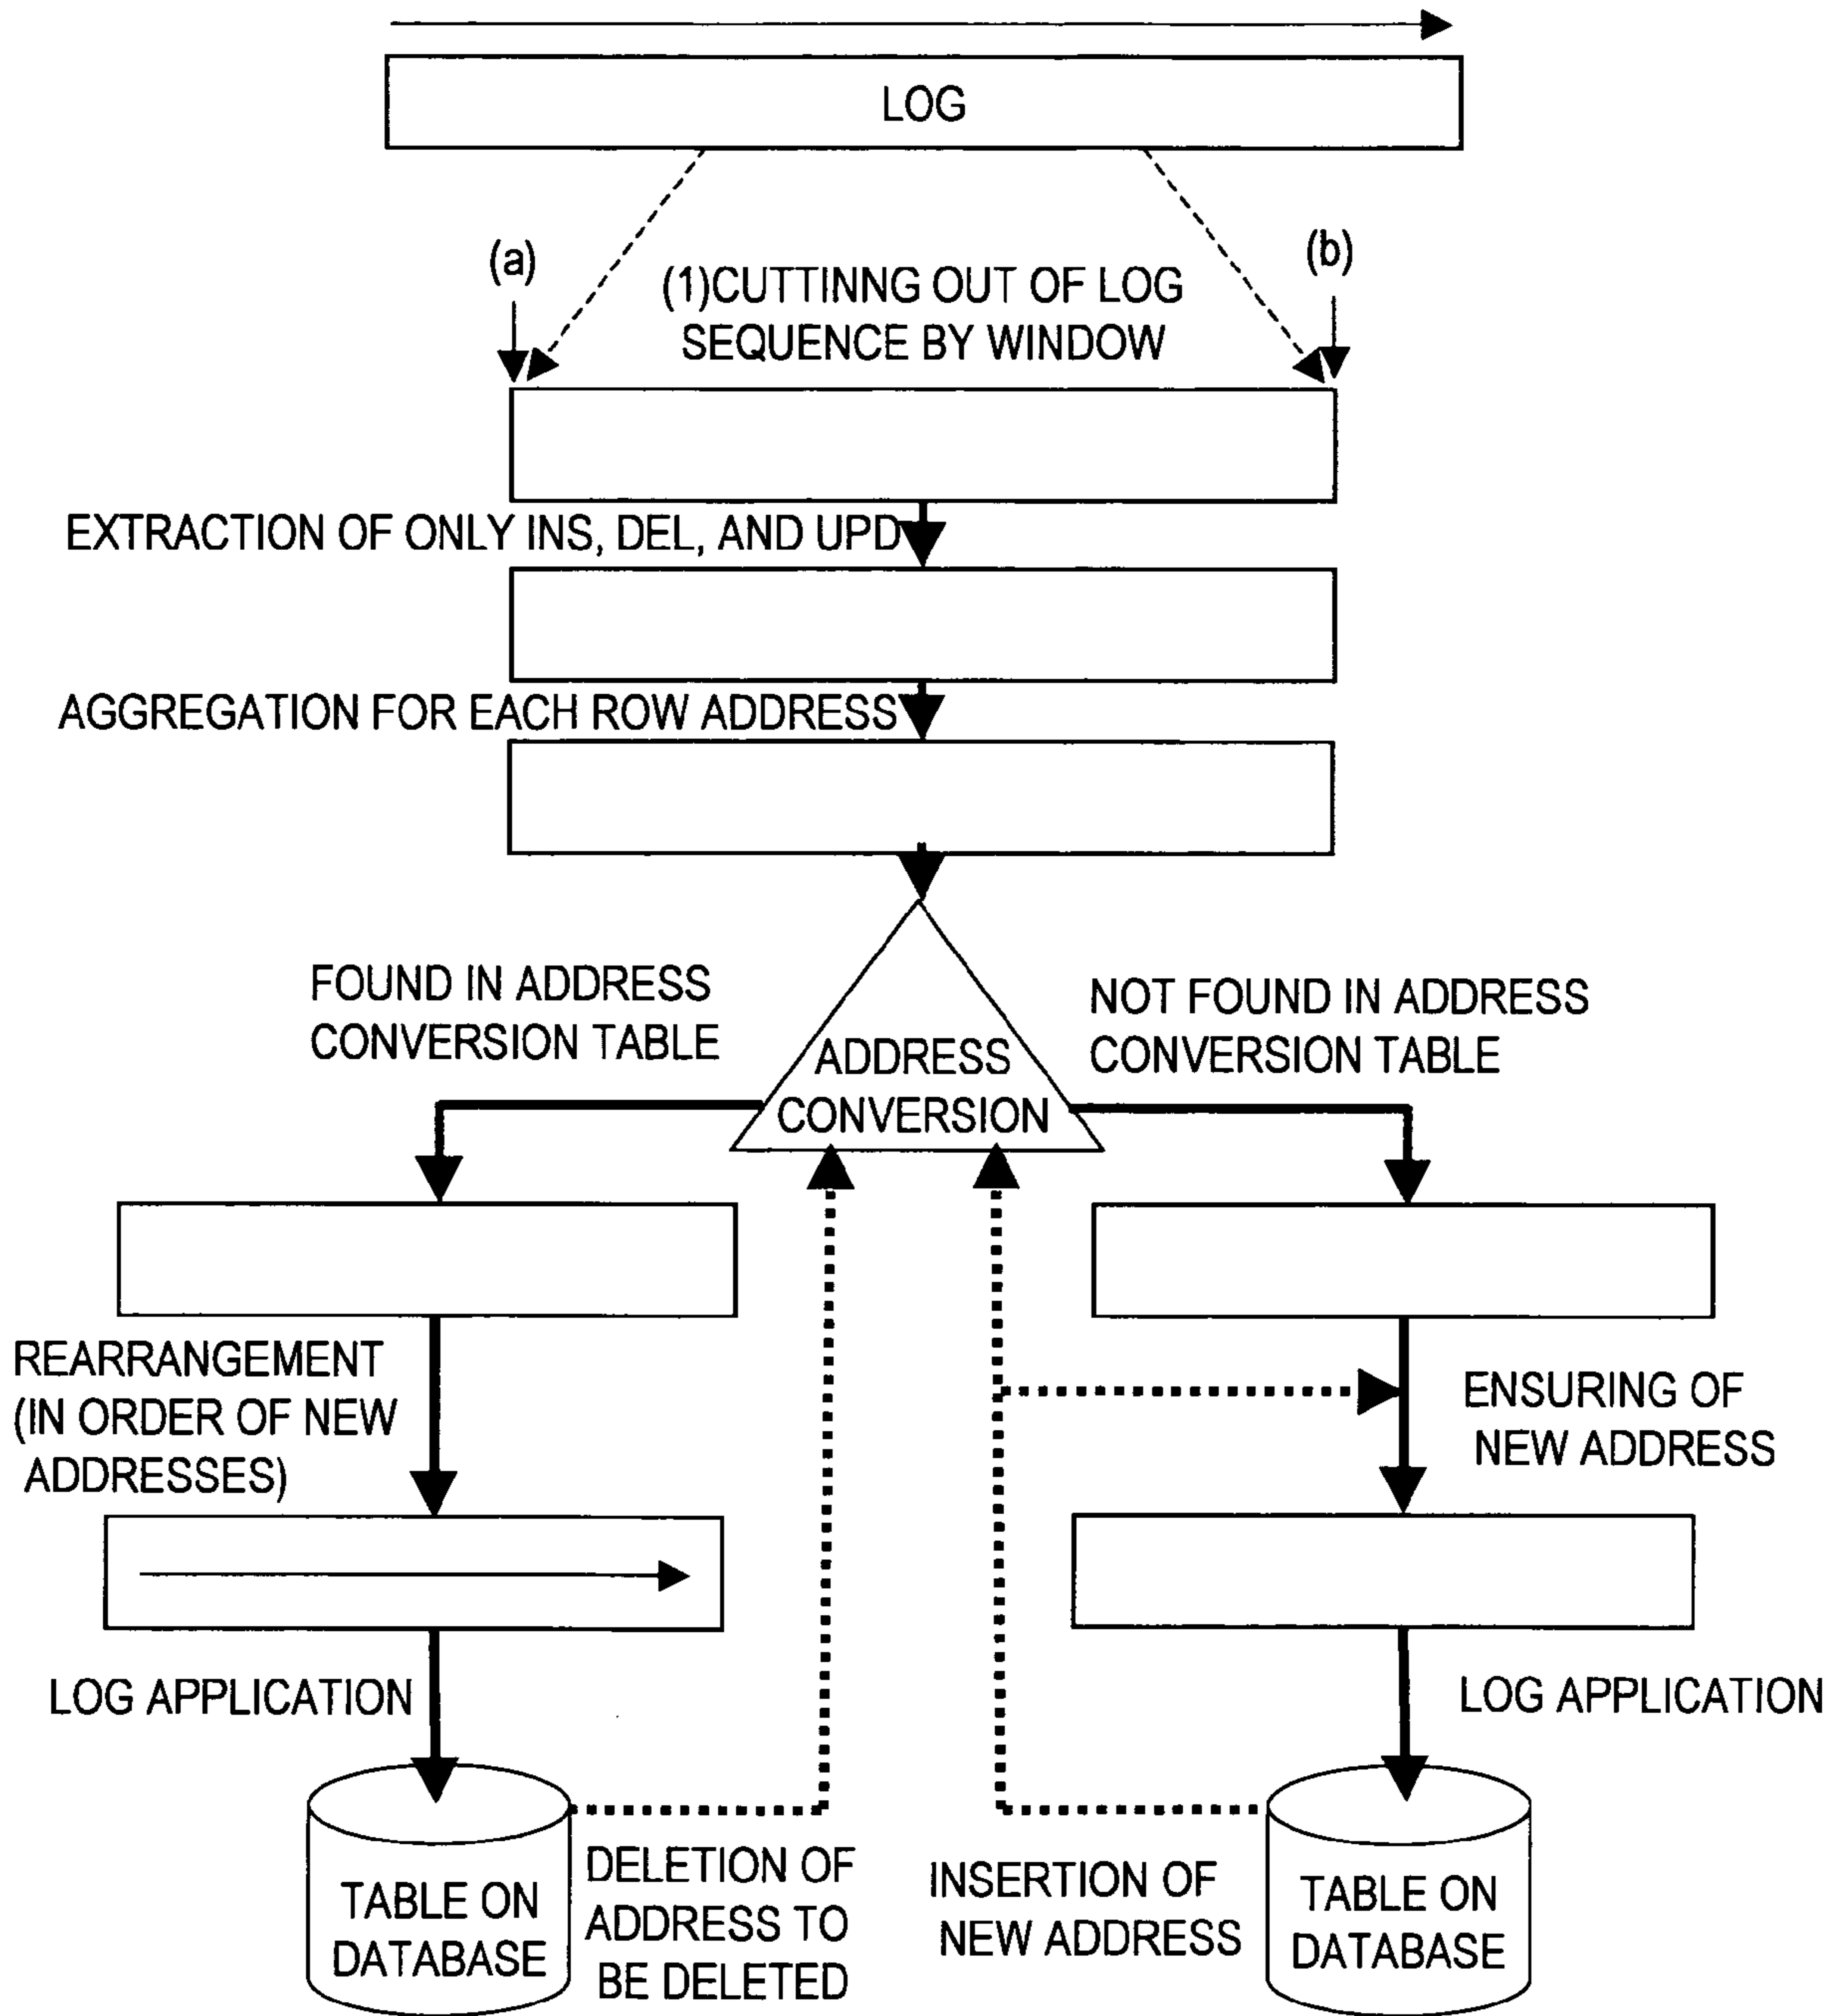 LOG
(a)
(b)
(1)CUTTINNG OUT OF LOG
SEQUENCE BY WINDOW
EXTRACTION OF ONLY INS, DEL, AND UPD
AGGREGATION FOR EACH ROW ADDRESS
FOUND IN ADDRESS
CONVERSION TABLE
NOT FOUND IN ADDRESS
CONVERSION TABLE
ADDRESS
CONVERSION
REARRANGEMENT
(IN ORDER OF NEW
ADDRESSES)
ENSURING OF
NEW ADDRESS
LOG APPLICATION
LOG APPLICATION
TABLE ON
DATABASE
DELETION OF
ADDRESS TO
BE DELETED
INSERTION OF
NEW ADDRESS
TABLE ON
DATABASE